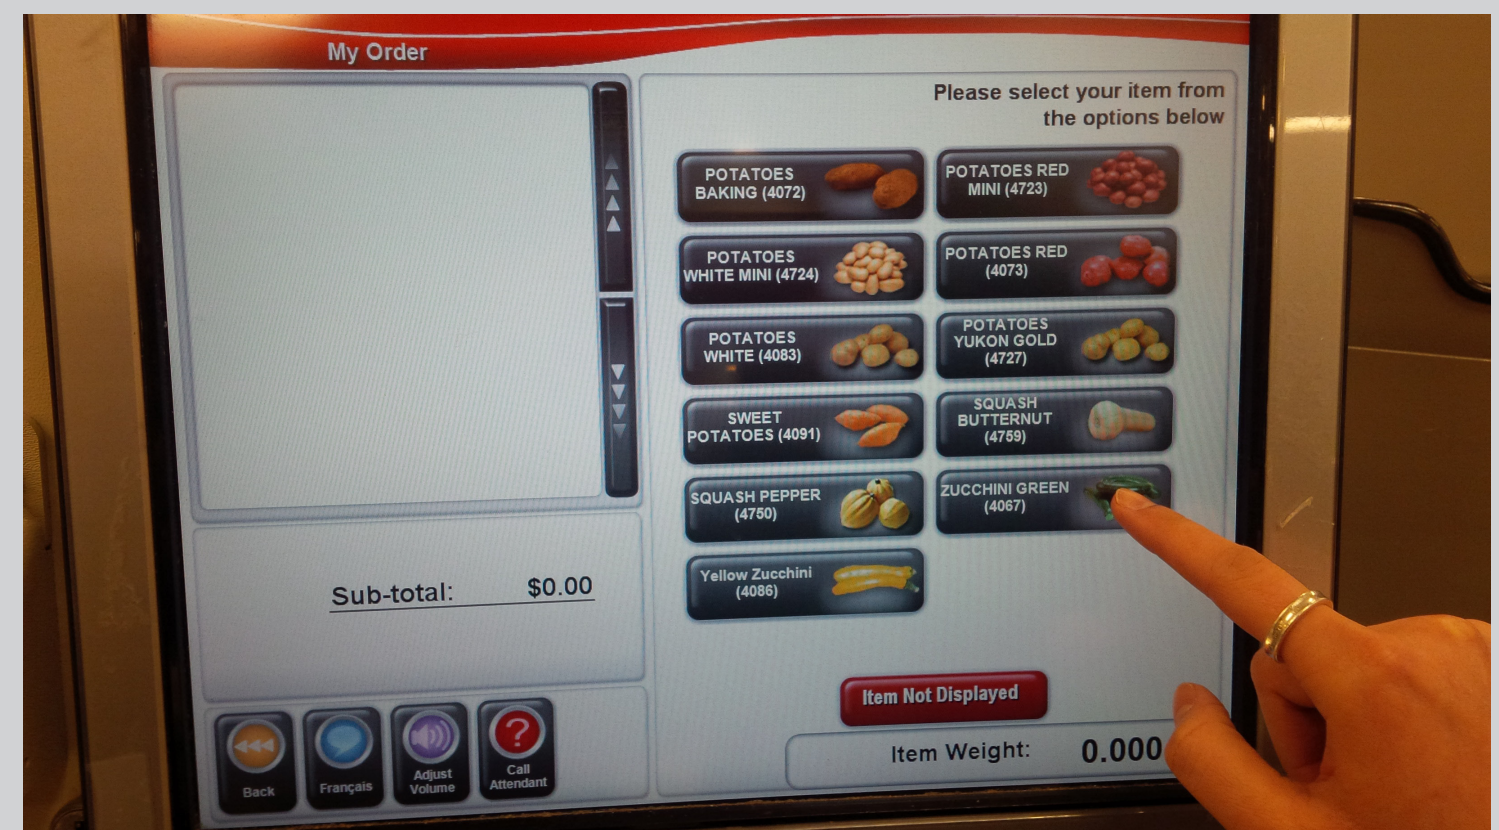 My Order
Please select your item from
the options below
POTATOES
BAKING (4072)
POTATOES RED
MINI (4723)
POTATOES
WHITE MINI (4724)
POTATOES RED
(4073)
POTATOES
WHITE (4083)
POTATOES
YUKON GOLD
(4727)
SWEET
POTATOES (4091)
SQUASH
BUTTERNUT
(4759)
SQUASH PEPPER
(4750)
ZUCCHINI GREEN
(4067)
Yellow Zucchini
(4086)
Sub-total: $0.00
Item Not Displayed
Item Weight: 0.000
Back
Français
Adjust
Volume
?
Call
Attendant